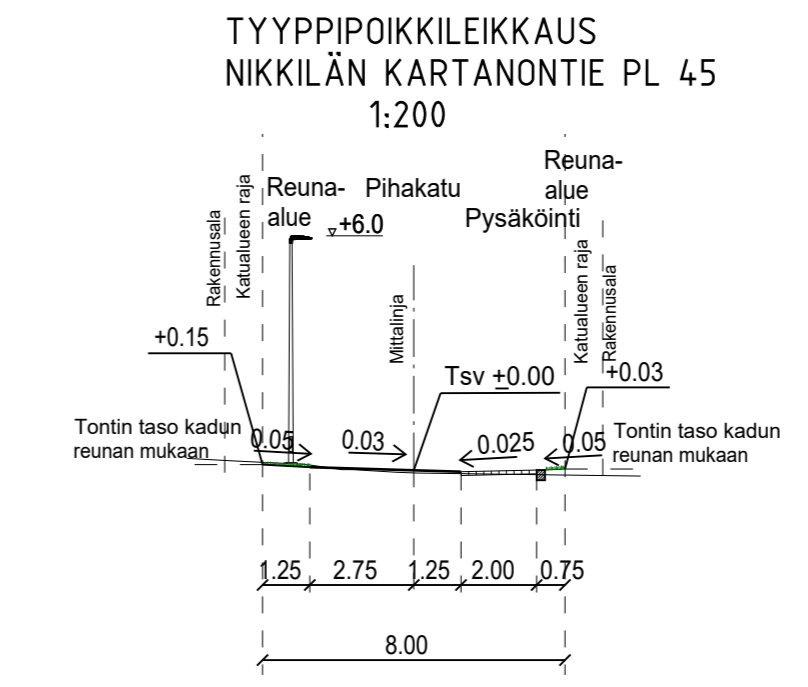 TYYPPIPOIKKILEIKKAUS
NIKKILÄN KARTANONTIE PL 45
1:200
Reuna-
alue
Pihakatu
Reuna-
alue
Pysäköinti
+6.0
Rakennusala
Katualueen raja
Mittalinja
Katualueen raja
Rakennusala
+0.15
Tsv ±0.00
+0.03
Tontin taso kadun
reunan mukaan
0.05
0.03
0.025
0.05
Tontin taso kadun
reunan mukaan
1.25
2.75
1.25
2.00
0.75
8.00